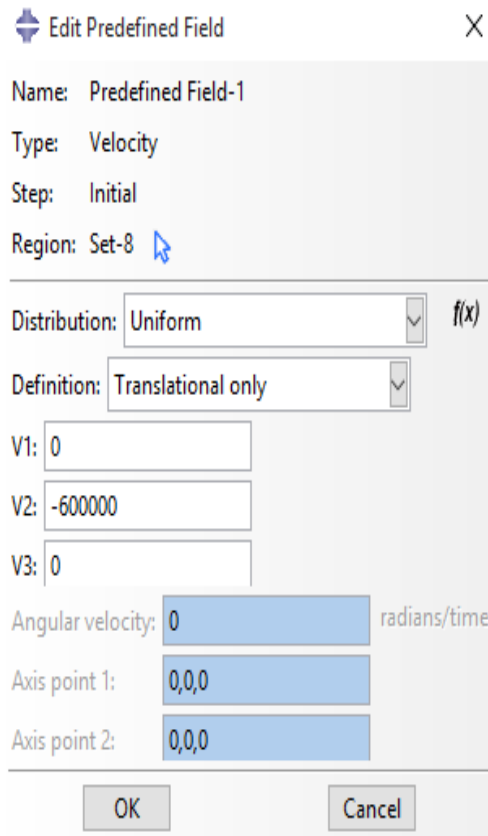 Edit Predefined Field
Name: Predefined Field-1
Type: Velocity
Step: Initial
Region: Set-8
Distribution: Uniform f(x)
Definition: Translational only
V1: 0
V2: -600000
V3: 0
Angular velocity: 0 radians/time
Axis point 1: 0,0,0
Axis point 2: 0,0,0
OK Cancel